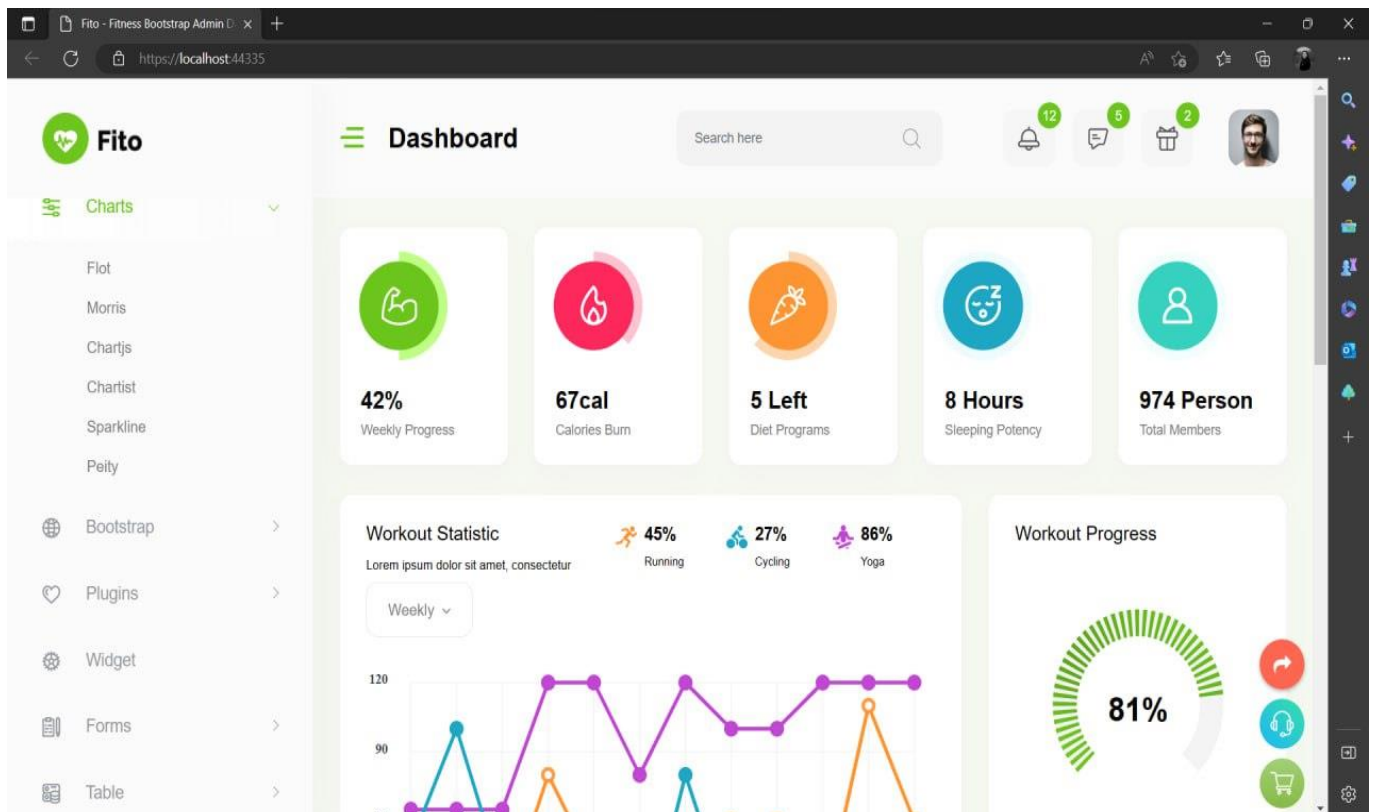 Fito - Fitness Bootstrap Admin D
https://localhost:44335
Fito
Dashboard
Search here
12
5
2
Charts
Flot
Morris
Chartjs
Chartist
Sparkline
Peity
Bootstrap
Plugins
Widget
Forms
Table
42%
Weekly Progress
67cal
Calories Burn
5 Left
Diet Programs
8 Hours
Sleeping Potency
974 Person
Total Members
Workout Statistic
Lorem ipsum dolor sit amet, consectetur
45%
Running
27%
Cycling
86%
Yoga
Weekly
120
90
Workout Progress
81%